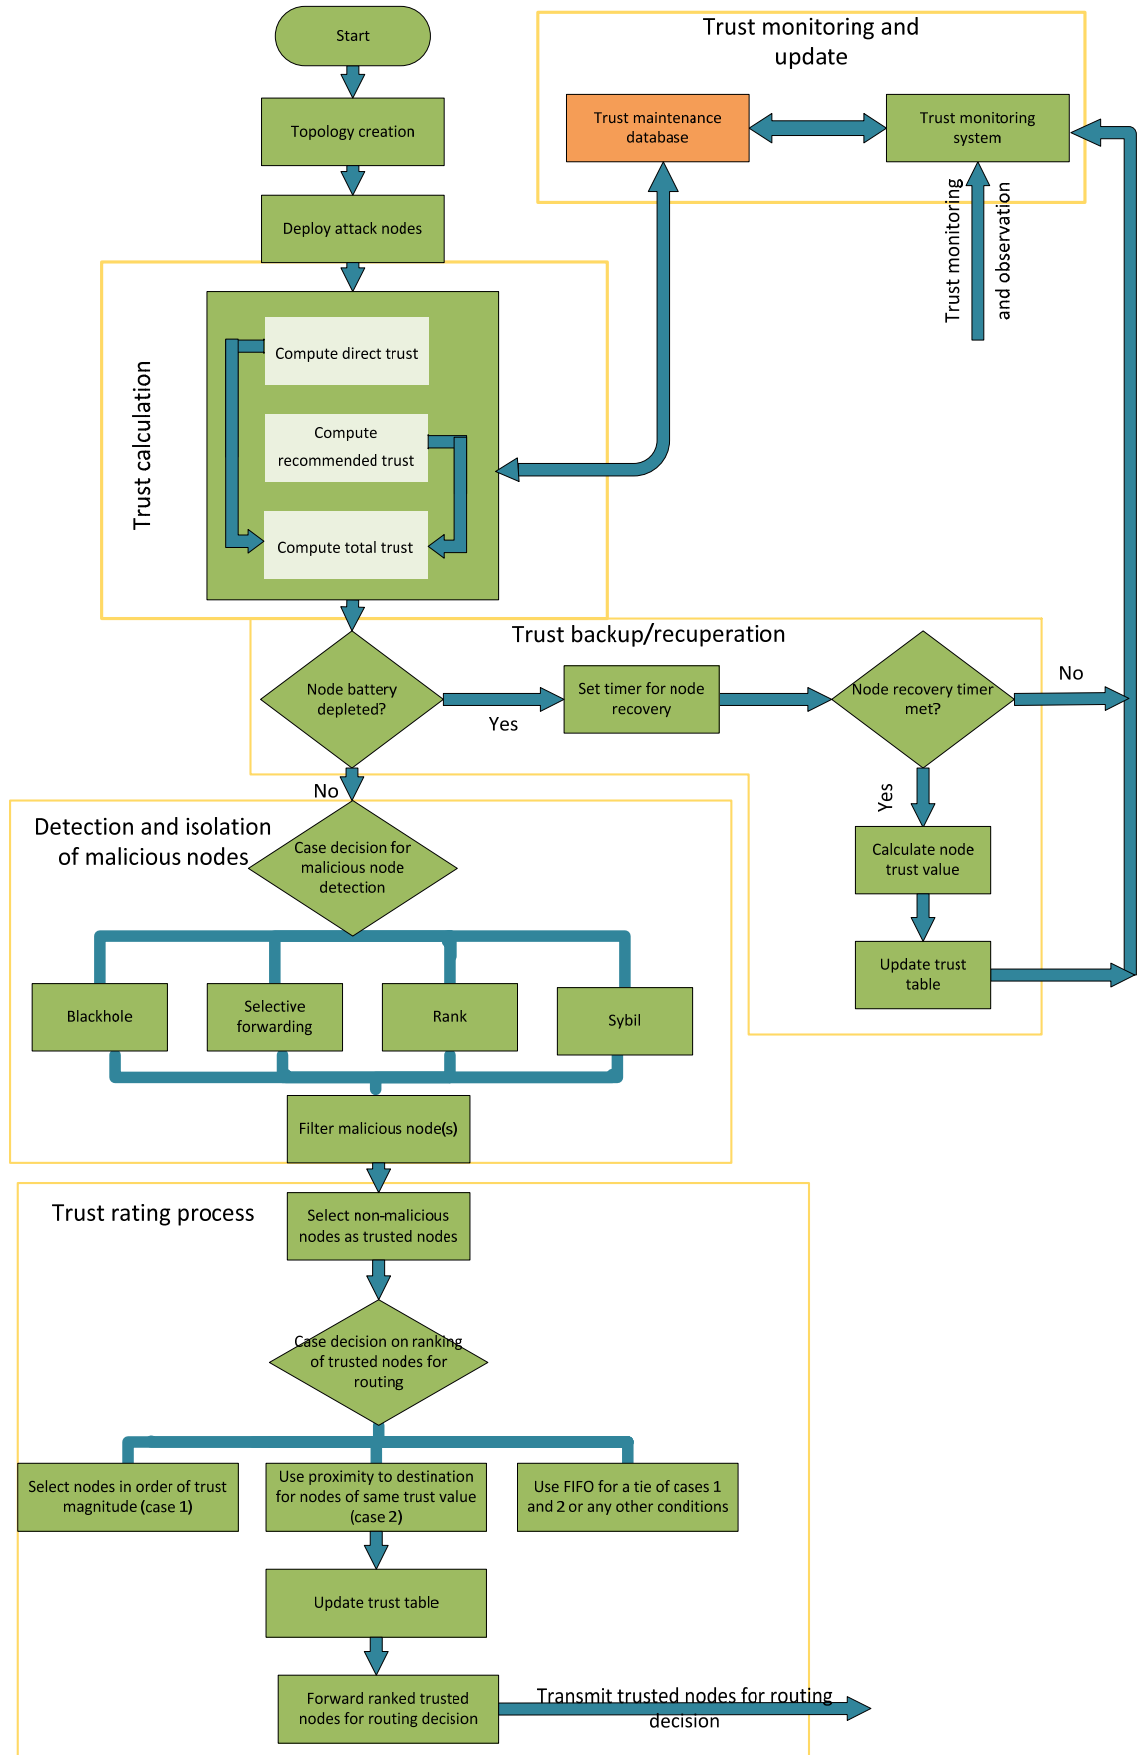 Start
Trust monitoring and
update
Topology creation
Trust maintenance
database
Trust monitoring
system
Deploy attack nodes
Trust monitoring
and observation
Trust calculation
Compute direct trust
Compute
recommended trust
Compute total trust
Trust backup/recuperation
Node battery
depleted?
Yes
Set timer for node
recovery
Node recovery timer
met?
No
No
Yes
Detection and isolation
of malicious nodes
Case decision for
malicious node
detection
Calculate node
trust value
Update trust
table
Blackhole
Selective
forwarding
Rank
Sybil
Filter malicious node(s)
Trust rating process
Select non-malicious
nodes as trusted nodes
Case decision on ranking
of trusted nodes for
routing
Select nodes in order of trust
magnitude (case 1)
Use proximity to destination
for nodes of same trust value
(case 2)
Use FIFO for a tie of cases 1
and 2 or any other conditions
Update trust table
Forward ranked trusted
nodes for routing decision
Transmit trusted nodes for routing
decision